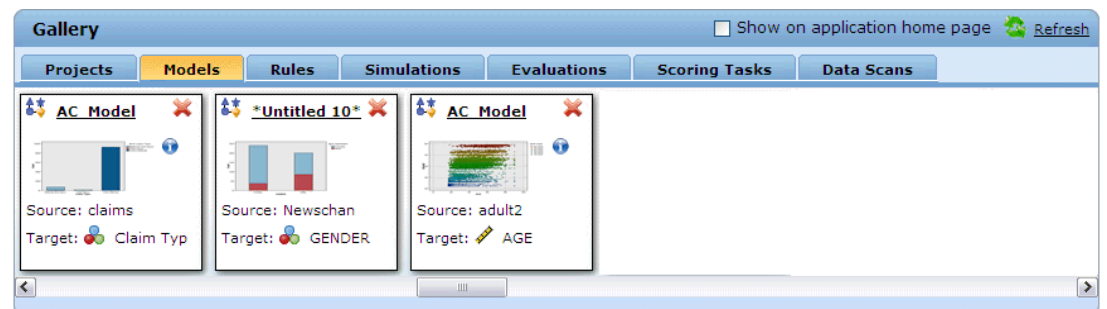 Gallery
Show on application home page Refresh
Projects Models Rules Simulations Evaluations Scoring Tasks Data Scans
AC_Model *Untitled 10* AC_Model
Source: claims Source: Newschan Source: adult2
Target: Claim Typ Target: GENDER Target: AGE